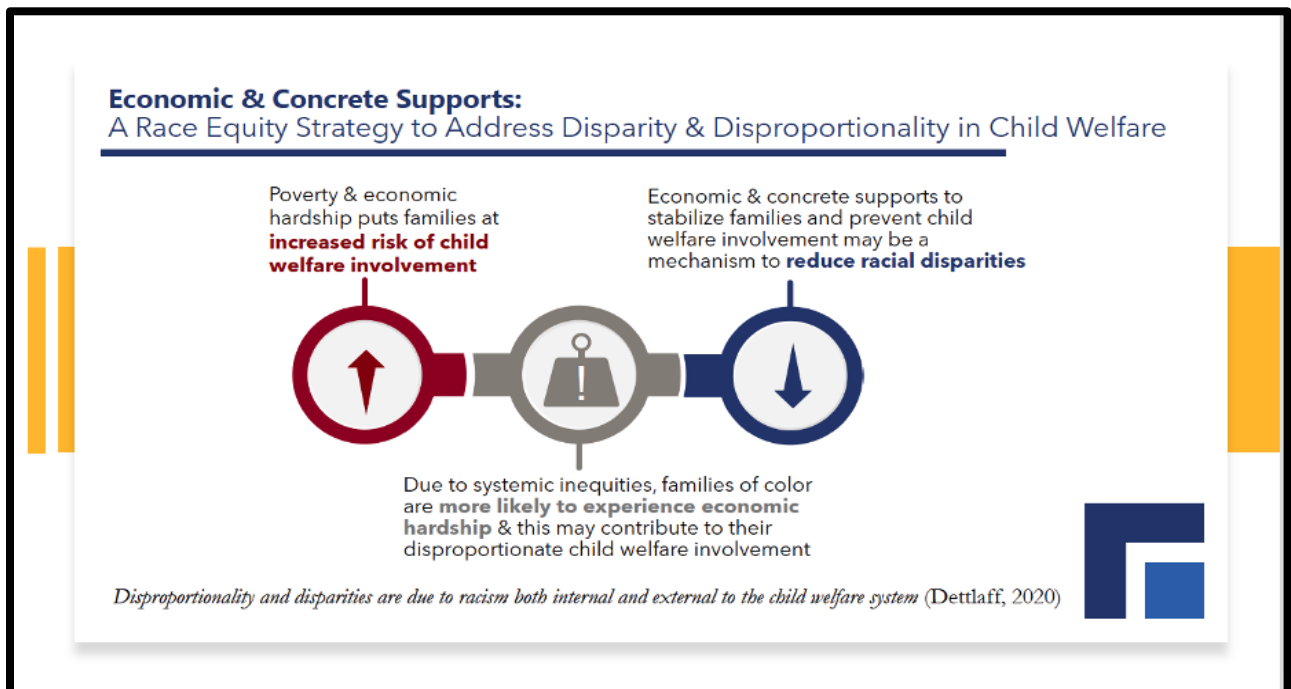 Economic & Concrete Supports:
A Race Equity Strategy to Address Disparity & Disproportionality in Child Welfare
Poverty & economic
hardship puts families at
increased risk of child
welfare involvement
Economic & concrete supports to
stabilize families and prevent child
welfare involvement may be a
mechanism to reduce racial disparities
!
Due to systemic inequities, families of color
are more likely to experience economic
hardship & this may contribute to their
disproportionate child welfare involvement
Disproportionality and disparities are due to racism both internal and external to the child welfare system (Dettlaff, 2020)